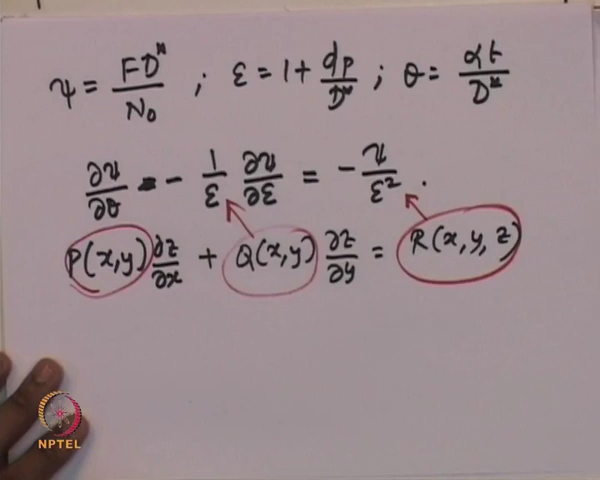 ψ = FD* / N₀ ; ε = 1 + dp / D* ; θ = αt / D*
∂ψ/∂θ = - 1/ε ∂ψ/∂ε = - ψ/ε² .
P(x,y) ∂z/∂x + Q(x,y) ∂z/∂y = R(x,y,z)
NPTEL